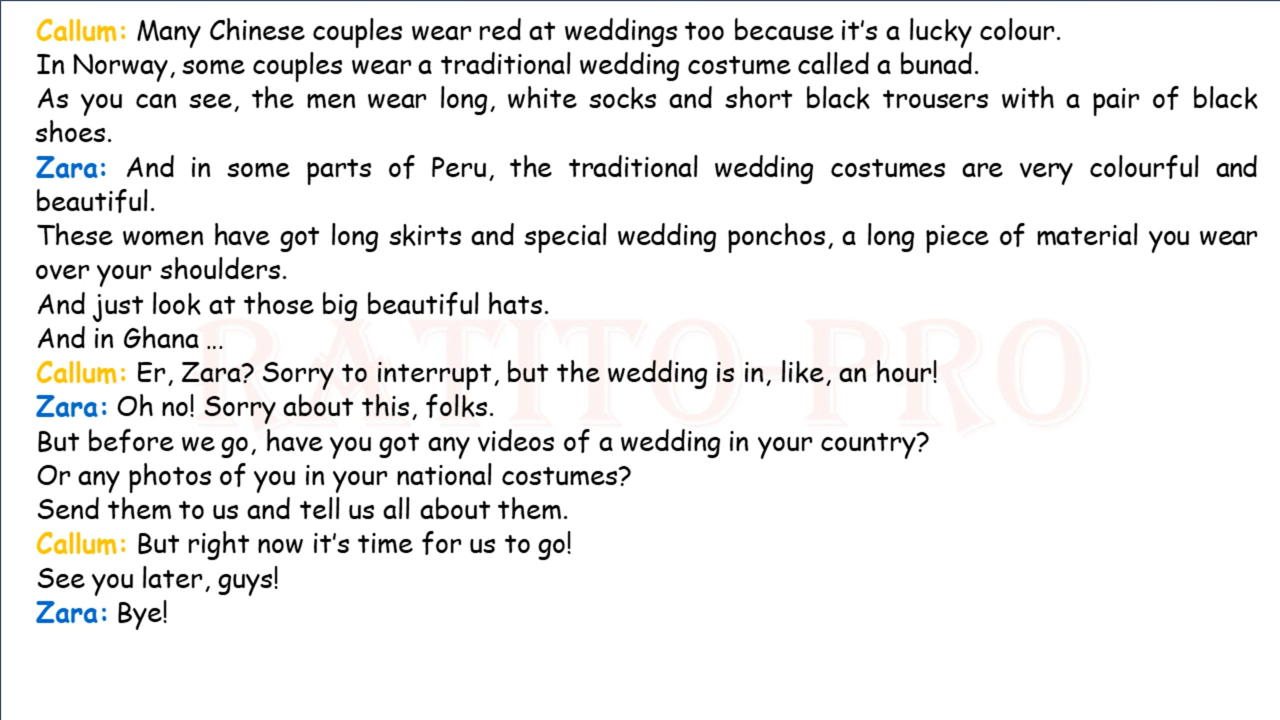 Callum: Many Chinese couples wear red at weddings too because it's a lucky colour.
In Norway, some couples wear a traditional wedding costume called a bunad.
As you can see, the men wear long, white socks and short black trousers with a pair of black
shoes.
Zara: And in some parts of Peru, the traditional wedding costumes are very colourful and
beautiful.
These women have got long skirts and special wedding ponchos, a long piece of material you wear
over your shoulders.
And just look at those big beautiful hats.
And in Ghana ...
Callum: Er, Zara? Sorry to interrupt, but the wedding is in, like, an hour!
Zara: Oh no! Sorry about this, folks.
But before we go, have you got any videos of a wedding in your country?
Or any photos of you in your national costumes?
Send them to us and tell us all about them.
Callum: But right now it's time for us to go!
See you later, guys!
Zara: Bye!
RATITO PRO